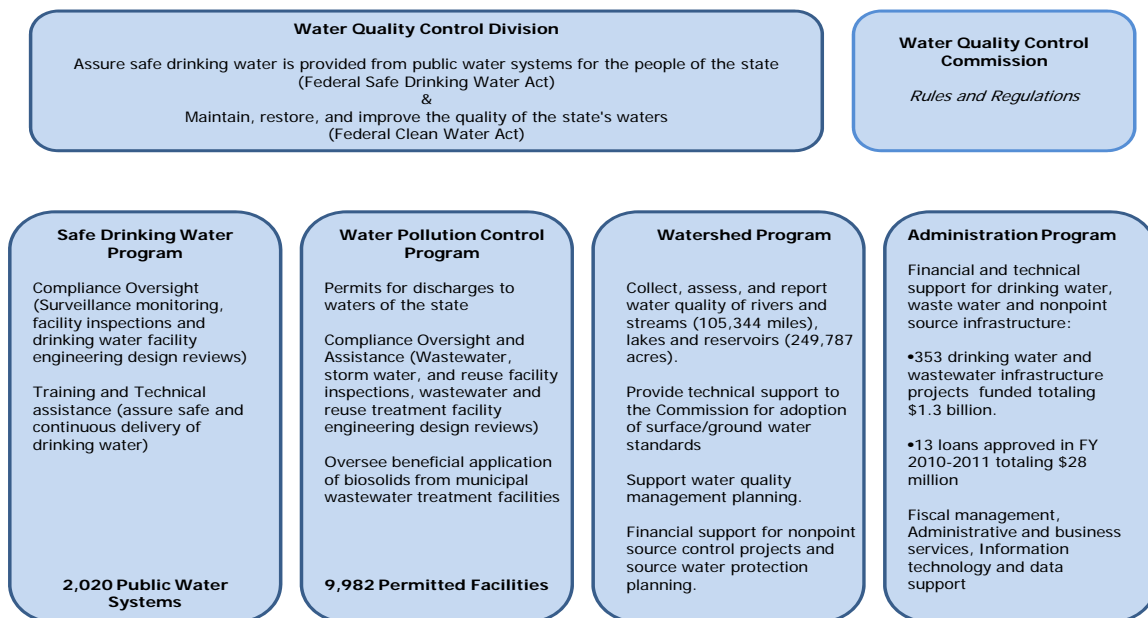 Water Quality Control Division
Assure safe drinking water is provided from public water systems for the people of the state
(Federal Safe Drinking Water Act)
&
Maintain, restore, and improve the quality of the state's waters
(Federal Clean Water Act)
Water Quality Control
Commission
Rules and Regulations
Safe Drinking Water
Program
Compliance Oversight
(Surveillance monitoring,
facility inspections and
drinking water facility
engineering design reviews)
Training and Technical
assistance (assure safe and
continuous delivery of
drinking water)
2,020 Public Water
Systems
Water Pollution Control
Program
Permits for discharges to
waters of the state
Compliance Oversight and
Assistance (Wastewater,
storm water, and reuse facility
inspections, wastewater and
reuse treatment facility
engineering design reviews)
Oversee beneficial application
of biosolids from municipal
wastewater treatment facilities
9,982 Permitted Facilities
Watershed Program
Collect, assess, and report
water quality of rivers and
streams (105,344 miles),
lakes and reservoirs (249,787
acres).
Provide technical support to
the Commission for adoption
of surface/ground water
standards
Support water quality
management planning.
Financial support for nonpoint
source control projects and
source water protection
planning.
Administration Program
Financial and technical
support for drinking water,
waste water and nonpoint
source infrastructure:
•353 drinking water and
wastewater infrastructure
projects funded totaling
$1.3 billion.
•13 loans approved in FY
2010-2011 totaling $28
million
Fiscal management,
Administrative and business
services, Information
technology and data
support